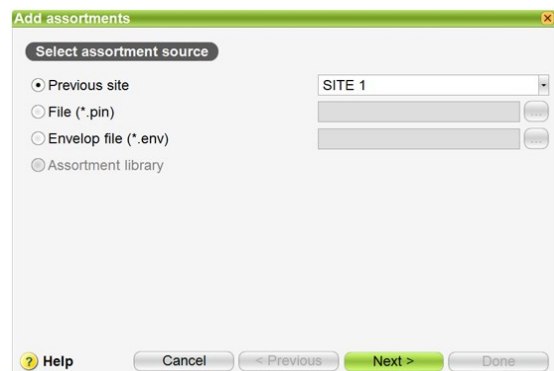 Add assortments
Select assortment source
Previous site SITE 1
File (*.pin) ...
Envelop file (*.env) ...
Assortment library
? Help Cancel < Previous Next > Done